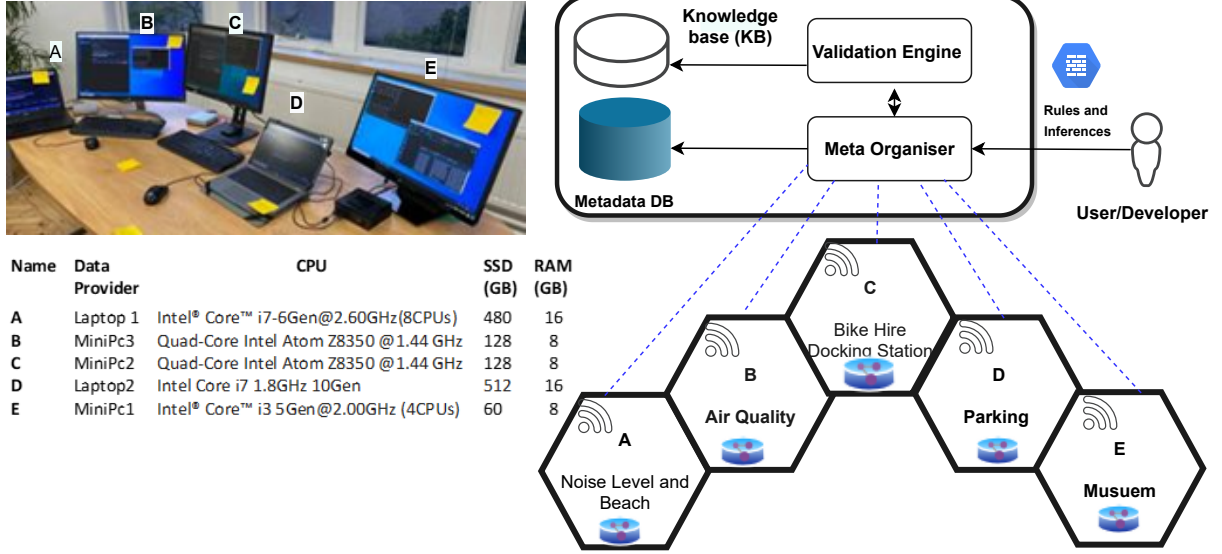 A
B
C
D
E
Name Data Provider CPU SSD (GB) RAM (GB)
A Laptop 1 Intel® Core™ i7-6Gen@2.60GHz(8CPUs) 480 16
B MiniPc3 Quad-Core Intel Atom Z8350 @1.44 GHz 128 8
C MiniPc2 Quad-Core Intel Atom Z8350 @1.44 GHz 128 8
D Laptop2 Intel Core i7 1.8GHz 10Gen 512 16
E MiniPc1 Intel® Core™ i3 5Gen@2.00GHz (4CPUs) 60 8
Knowledge
base (KB)
Validation Engine
Meta Organiser
Metadata DB
Rules and
Inferences
User/Developer
C
Bike Hire
Docking Station
B
Air Quality
D
Parking
A
Noise Level and
Beach
E
Musuem